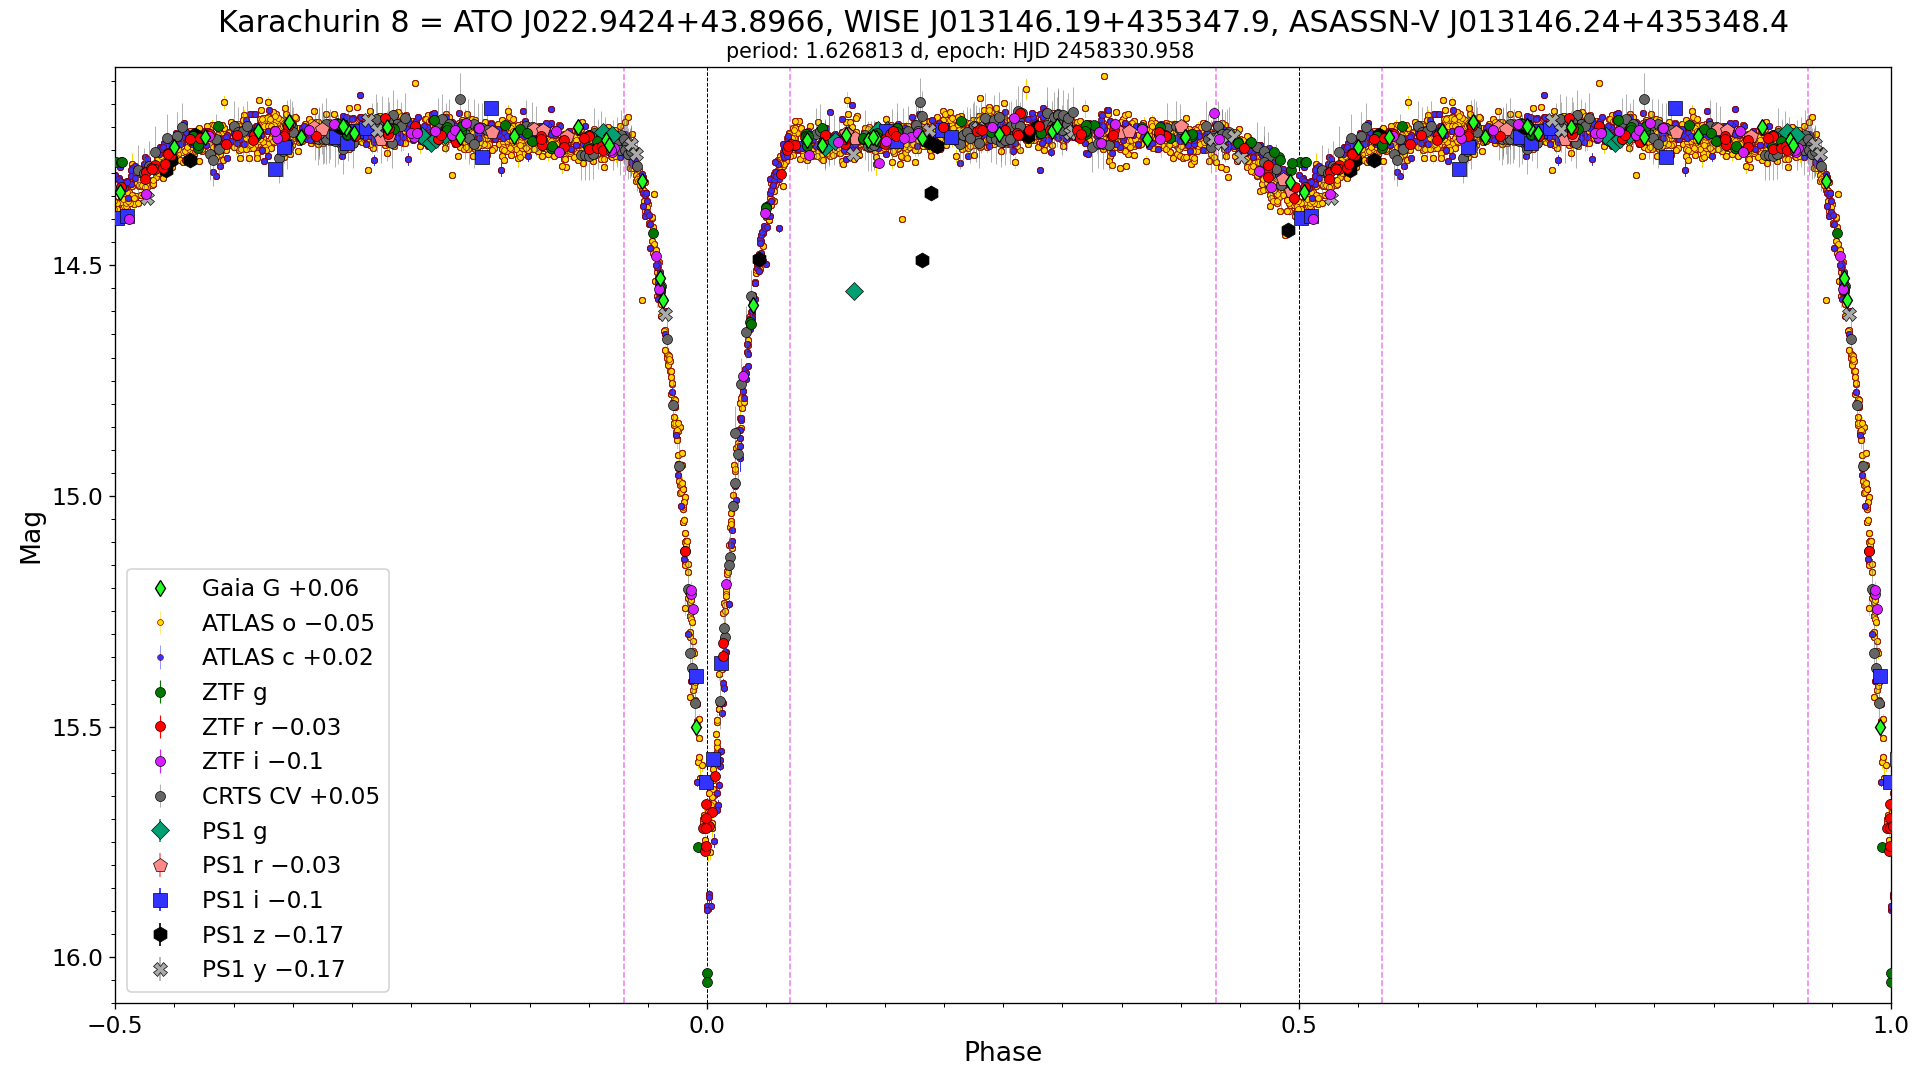 Karachurin 8 = ATO J022.9424+43.8966, WISE J013146.19+435347.9, ASASSN-V J013146.24+435348.4
period: 1.626813 d, epoch: HJD 2458330.958
14.5
15.0
15.5
16.0
Mag
Gaia G +0.06
ATLAS o −0.05
ATLAS c +0.02
ZTF g
ZTF r −0.03
ZTF i −0.1
CRTS CV +0.05
PS1 g
PS1 r −0.03
PS1 i −0.1
PS1 z −0.17
PS1 y −0.17
−0.5 0.0 0.5 1.0
Phase